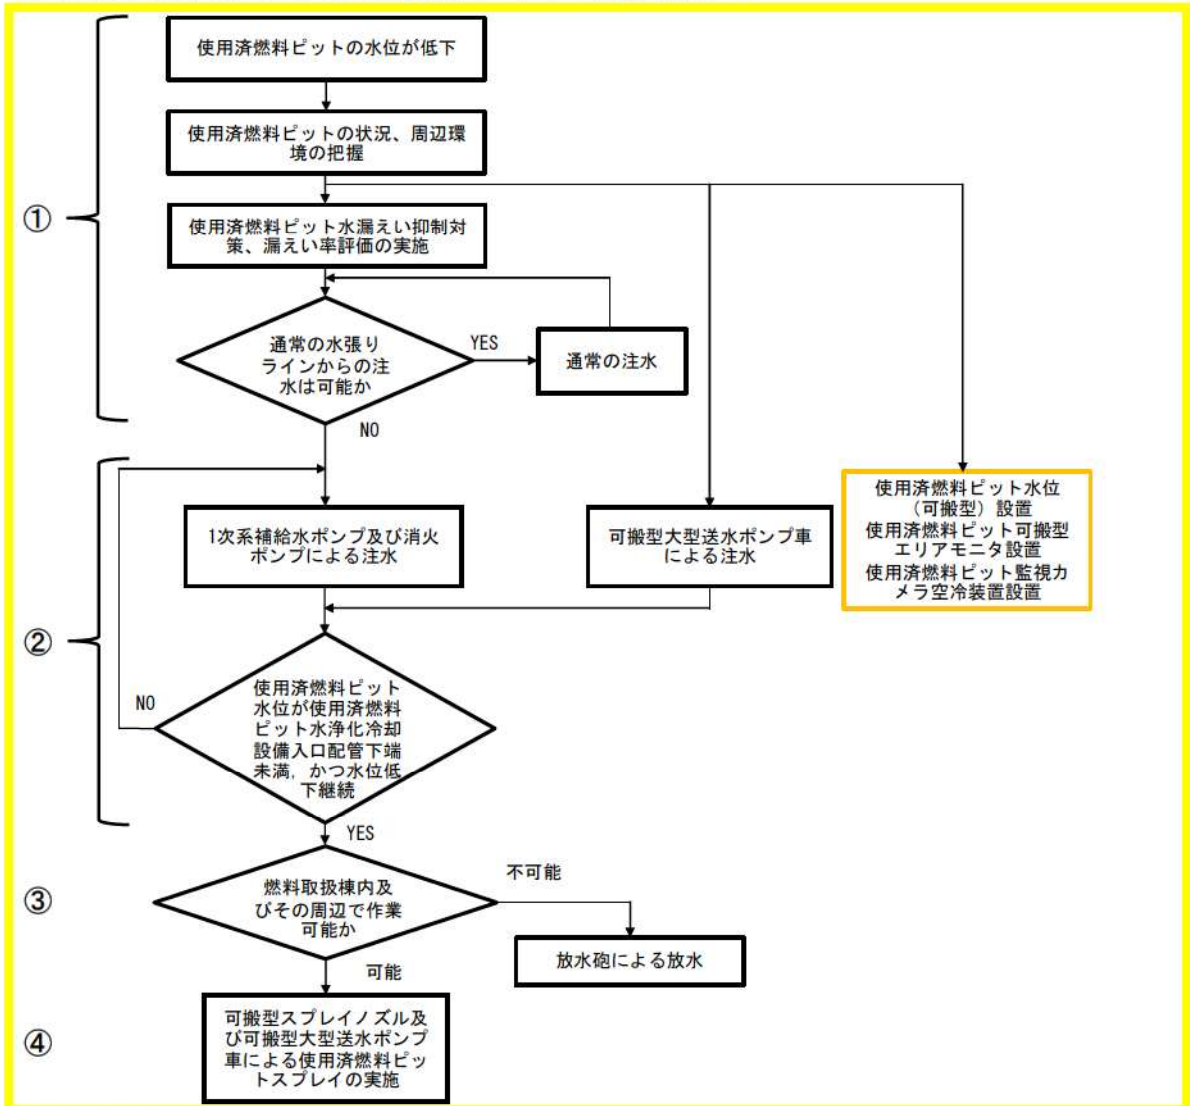 使用済燃料ピットの水位が低下
使用済燃料ピットの状況、周辺環
境の把握
①
使用済燃料ピット水漏えい抑制対
策、漏えい率評価の実施
通常の水張り
ラインからの注
水は可能か
YES
通常の注水
NO
②
1次系補給水ポンプ及び消火
ポンプによる注水
可搬型大型送水ポンプ車
による注水
使用済燃料ピット水位
（可搬型）設置
使用済燃料ピット可搬型
エリアモニタ設置
使用済燃料ピット監視カ
メラ空冷装置設置
使用済燃料ピット
水位が使用済燃料
ピット水浄化冷却
設備入口配管下端
未満，かつ水位低
下継続
NO
YES
③
燃料取扱棟内及
びその周辺で作業
可能か
不可能
放水砲による放水
可能
④
可搬型スプレイノズル及
び可搬型大型送水ポンプ
車による使用済燃料ピッ
トスプレイの実施